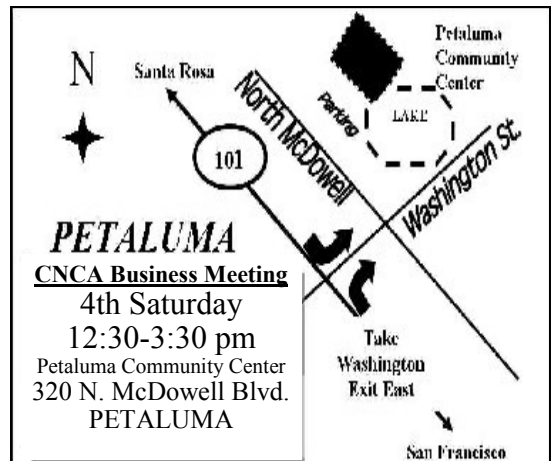 Petaluma
Community
Center
N
Santa Rosa
North McDowell
Parking
LAKE
Washington St.
101
PETALUMA
CNCA Business Meeting
4th Saturday
12:30-3:30 pm
Petaluma Community Center
320 N. McDowell Blvd.
PETALUMA
Take
Washington
Exit East
San Francisco